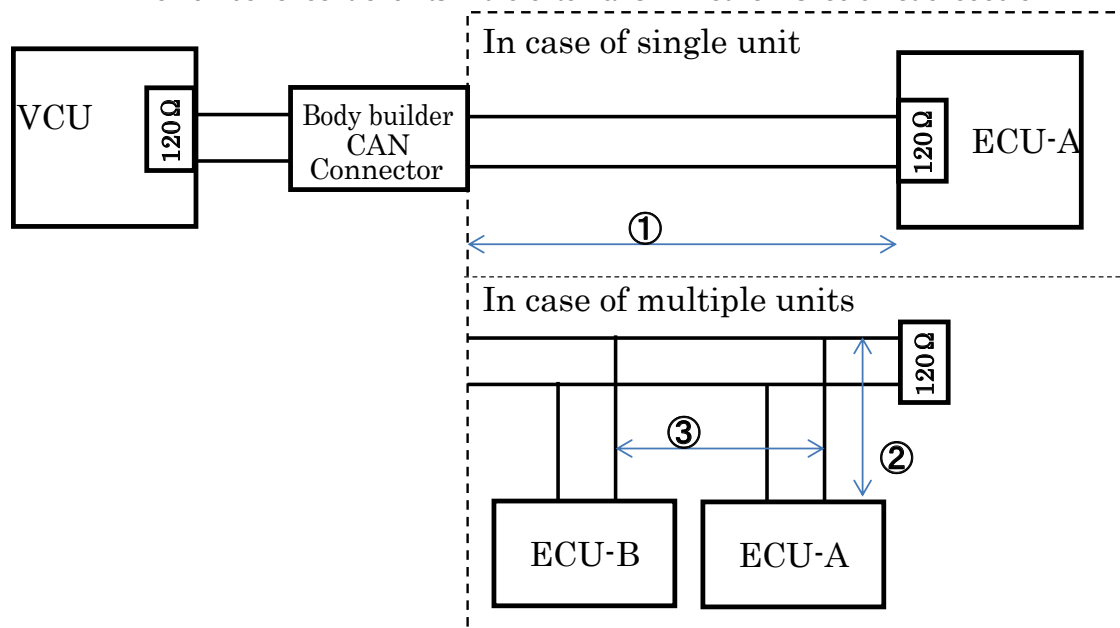 In case of single unit
VCU
120Ω
Body builder
CAN
Connector
120Ω
ECU-A
①
In case of multiple units
120Ω
③
②
ECU-B
ECU-A